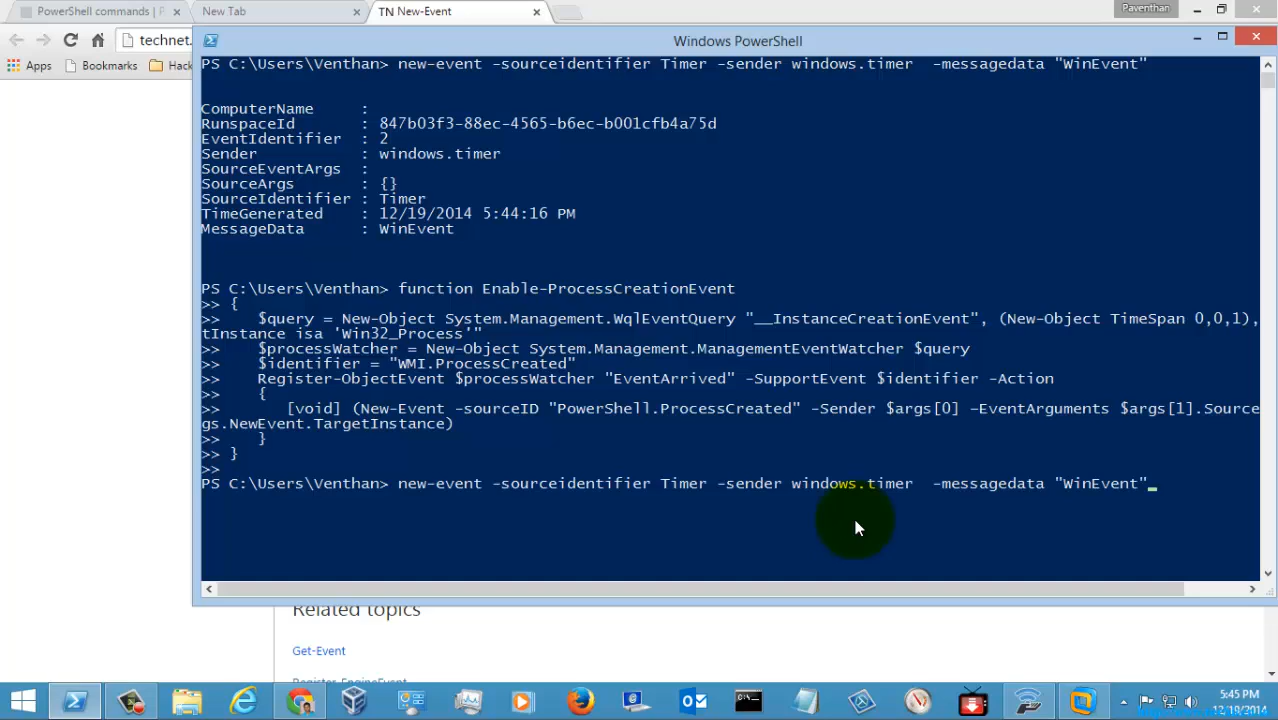 PowerShell commands | P
New Tab
TN New-Event
Paventhan
technet.
Apps
Bookmarks
Hack
Windows PowerShell
PS C:\Users\Venthan> new-event -sourceidentifier Timer -sender windows.timer  -messagedata "WinEvent"
ComputerName     :
RunspaceId       : 847b03f3-88ec-4565-b6ec-b001cfb4a75d
EventIdentifier  : 2
Sender           : windows.timer
SourceEventArgs  :
SourceArgs       : {}
SourceIdentifier : Timer
TimeGenerated    : 12/19/2014 5:44:16 PM
MessageData      : WinEvent
PS C:\Users\Venthan> function Enable-ProcessCreationEvent
>> {
>>    $query = New-Object System.Management.WqlEventQuery "__InstanceCreationEvent", (New-Object TimeSpan 0,0,1),
tInstance isa 'Win32_Process'"
>>    $processWatcher = New-Object System.Management.ManagementEventWatcher $query
>>    $identifier = "WMI.ProcessCreated"
>>    Register-ObjectEvent $processWatcher "EventArrived" -SupportEvent $identifier -Action
>>    {
>>       [void] (New-Event -sourceID "PowerShell.ProcessCreated" -Sender $args[0] -EventArguments $args[1].Source
gs.NewEvent.TargetInstance)
>>    }
>> }
>>
PS C:\Users\Venthan> new-event -sourceidentifier Timer -sender windows.timer  -messagedata "WinEvent"
Related topics
Get-Event
Register-EngineEvent
C:\
5:45 PM
12/19/2014